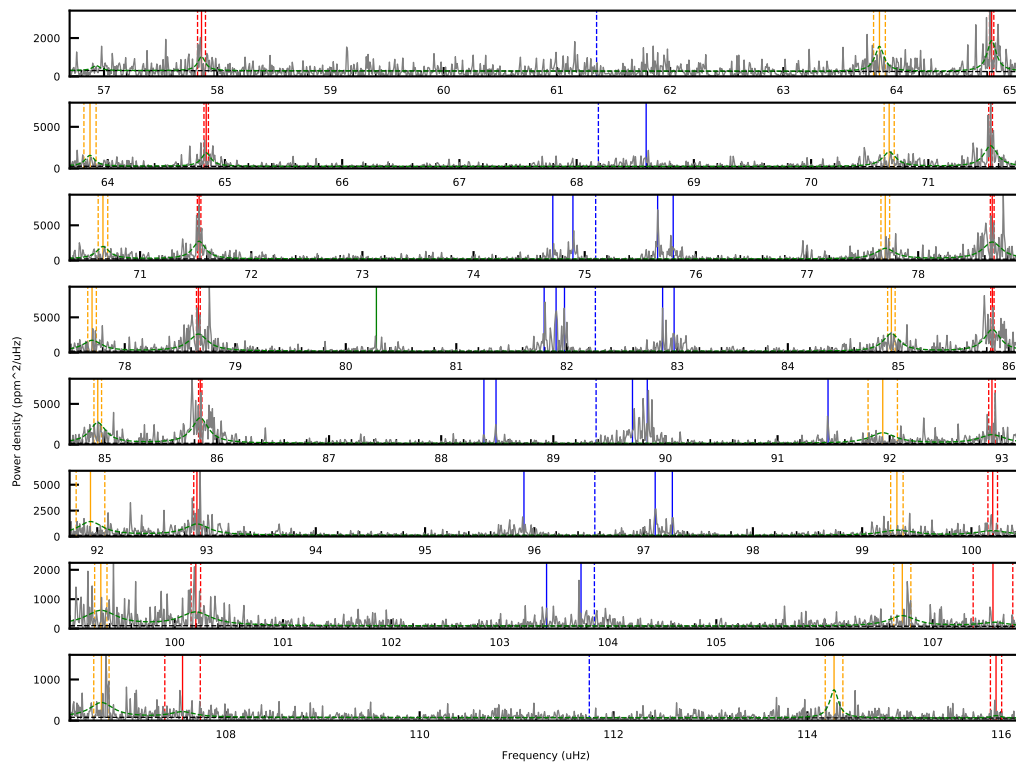 2000
0
57 58 59 60 61 62 63 64 65
5000
0
64 65 66 67 68 69 70 71
5000
0
71 72 73 74 75 76 77 78
5000
0
78 79 80 81 82 83 84 85 86
Power density (ppm^2/uHz)
5000
0
85 86 87 88 89 90 91 92 93
5000
2500
0
92 93 94 95 96 97 98 99 100
2000
1000
0
100 101 102 103 104 105 106 107
1000
0
108 110 112 114 116
Frequency (uHz)